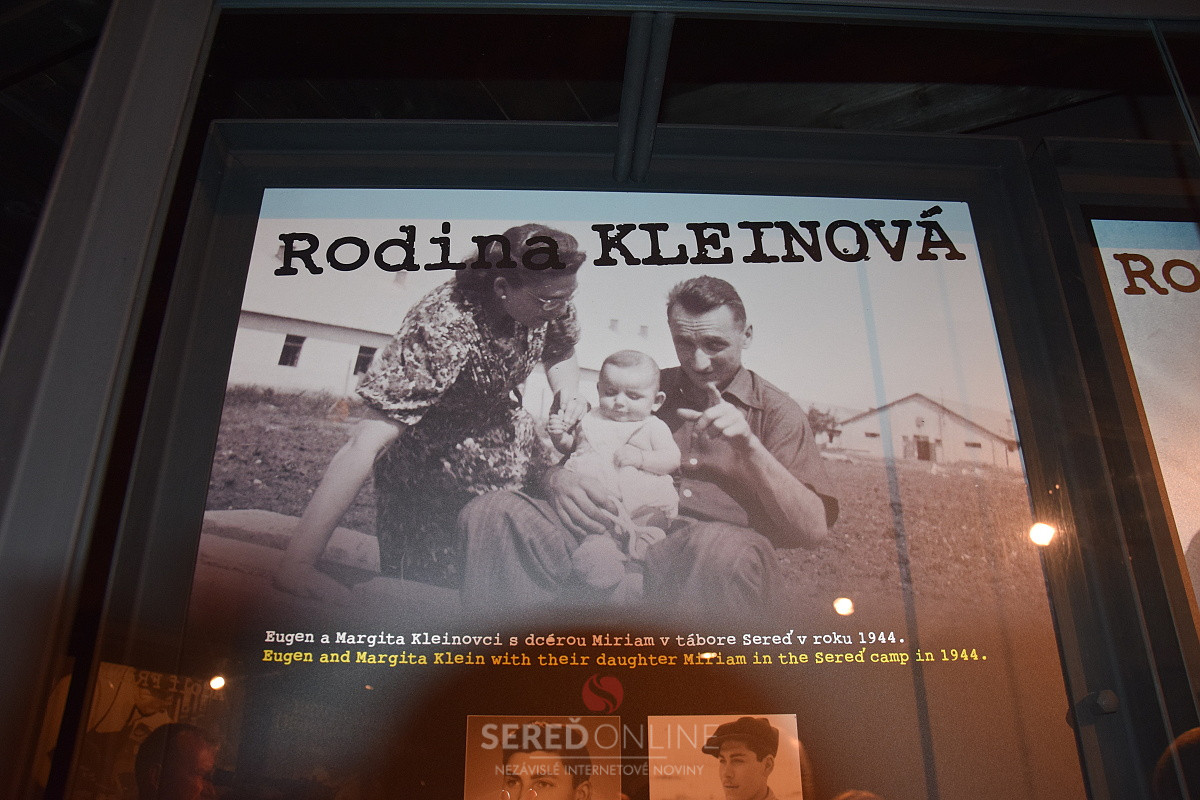 Rodina KLEINOVÁ
RO
Eugen a Margita Kleinovci s dcérou Miriam v tábore Sereď v roku 1944.
Eugen and Margita Klein with their daughter Miriam in the Sereď camp in 1944.
SEREĎONLINE
NEZÁVISLÉ INTERNETOVÉ NOVINY